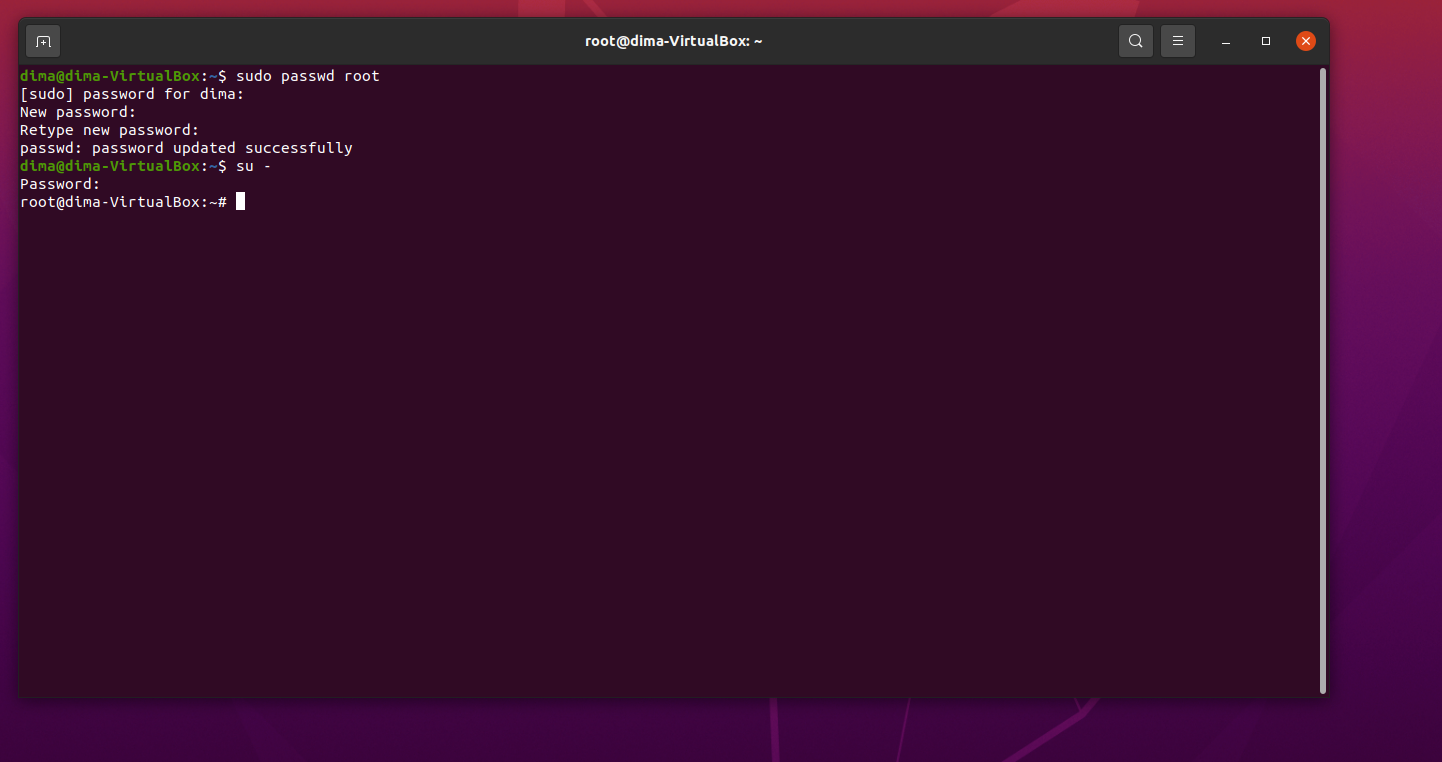 root@dima-VirtualBox: ~
dima@dima-VirtualBox:~$ sudo passwd root
[sudo] password for dima:
New password:
Retype new password:
passwd: password updated successfully
dima@dima-VirtualBox:~$ su -
Password:
root@dima-VirtualBox:~#